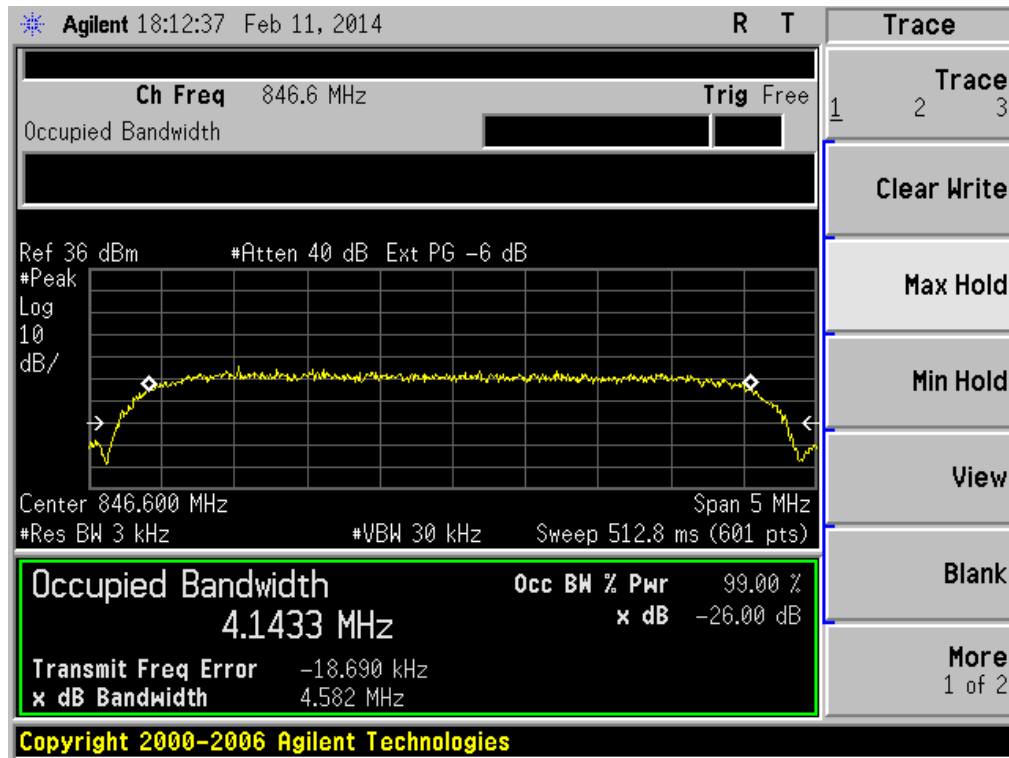 Agilent 18:12:37 Feb 11, 2014 R T
Trace
Ch Freq 846.6 MHz Trig Free
Occupied Bandwidth
Trace
1 2 3
Clear Write
Max Hold
Min Hold
View
Blank
More
1 of 2
Ref 36 dBm #Atten 40 dB Ext PG -6 dB
#Peak
Log
10
dB/
Center 846.600 MHz Span 5 MHz
#Res BW 3 kHz #VBW 30 kHz Sweep 512.8 ms (601 pts)
Occupied Bandwidth Occ BW % Pwr 99.00 %
4.1433 MHz x dB -26.00 dB
Transmit Freq Error -18.690 kHz
x dB Bandwidth 4.582 MHz
Copyright 2000-2006 Agilent Technologies